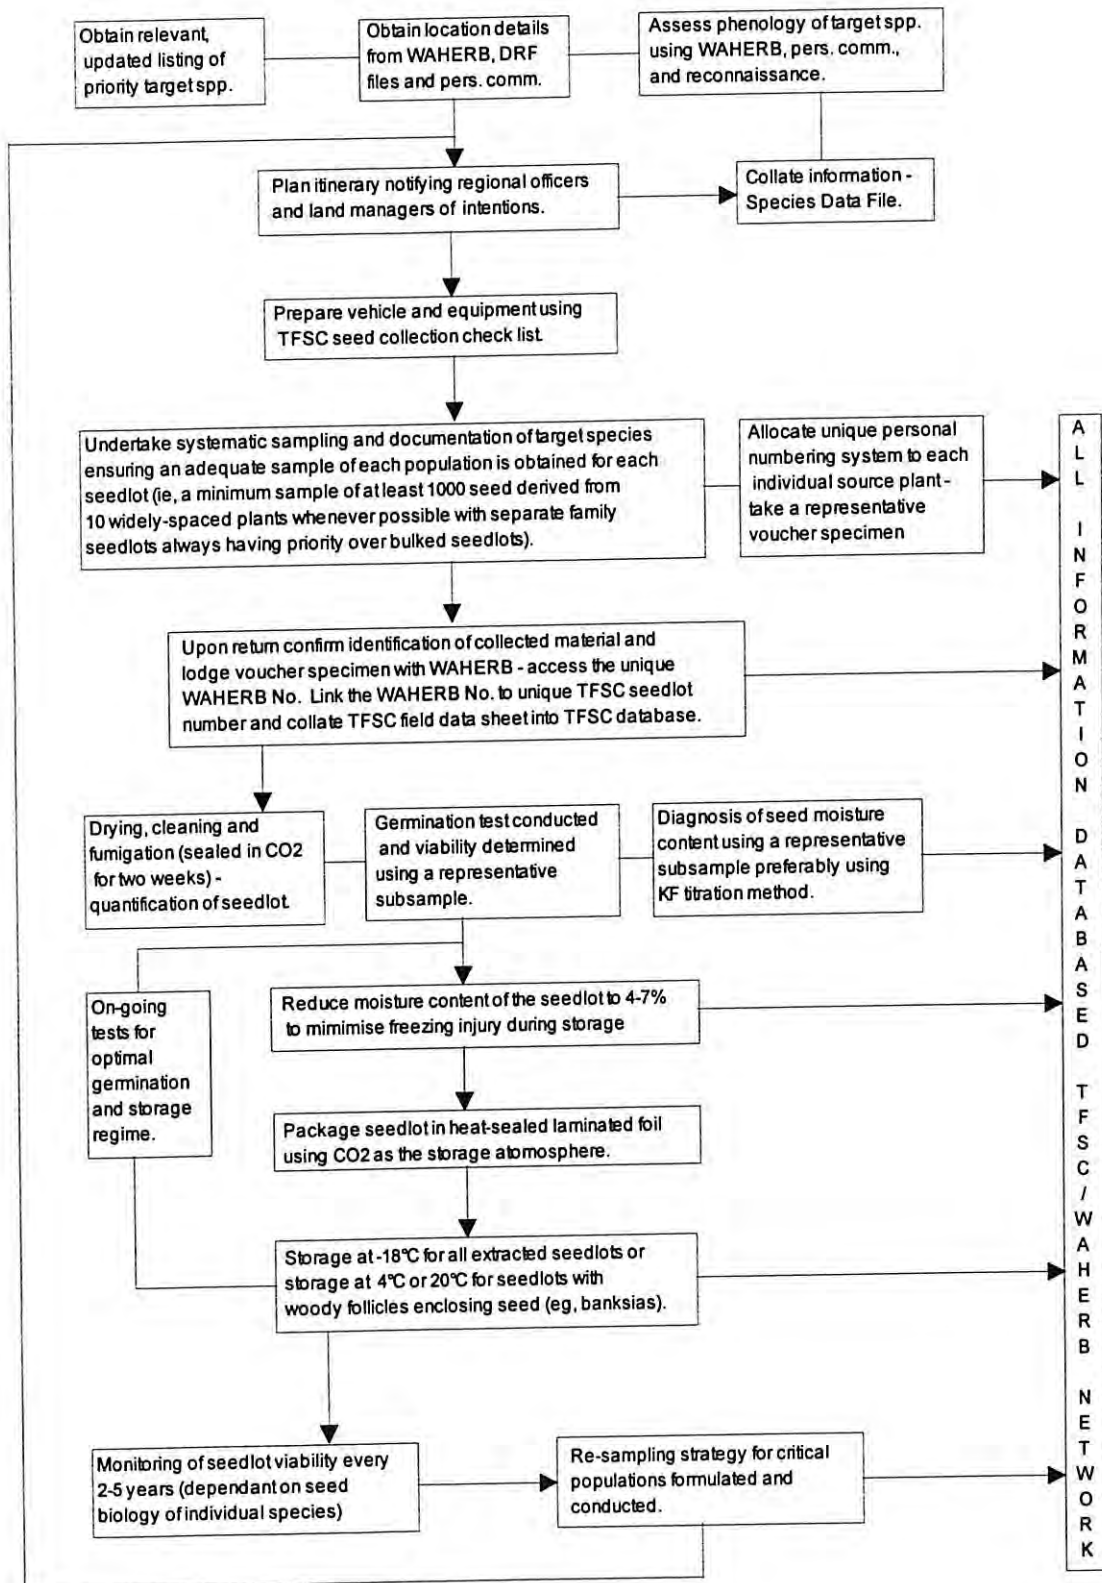 Obtain relevant,
updated listing of
priority target spp.
Obtain location details
from WAHERB, DRF
files and pers. comm.
Assess phenology of target spp.
using WAHERB, pers. comm.,
and reconnaissance.
Plan itinerary notifying regional officers
and land managers of intentions.
Collate information -
Species Data File.
Prepare vehicle and equipment using
TFSC seed collection check list.
Undertake systematic sampling and documentation of target species
ensuring an adequate sample of each population is obtained for each
seedlot (ie, a minimum sample of at least 1000 seed derived from
10 widely-spaced plants whenever possible with separate family
seedlots always having priority over bulked seedlots).
Allocate unique personal
numbering system to each
individual source plant -
take a representative
voucher specimen
Upon return confirm identification of collected material and
lodge voucher specimen with WAHERB - access the unique
WAHERB No. Link the WAHERB No. to unique TFSC seedlot
number and collate TFSC field data sheet into TFSC database.
Drying, cleaning and
fumigation (sealed in CO2
for two weeks) -
quantification of seedlot.
Germination test conducted
and viability determined
using a representative
subsample.
Diagnosis of seed moisture
content using a representative
subsample preferably using
KF titration method.
On-going
tests for
optimal
germination
and storage
regime.
Reduce moisture content of the seedlot to 4-7%
to mimimise freezing injury during storage
Package seedlot in heat-sealed laminated foil
using CO2 as the storage atomosphere.
Storage at -18°C for all extracted seedlots or
storage at 4°C or 20°C for seedlots with
woody follicles enclosing seed (eg, banksias).
Monitoring of seedlot viability every
2-5 years (dependant on seed
biology of individual species)
Re-sampling strategy for critical
populations formulated and
conducted.
ALL INFORMATION DATABASED TFSC/WAHERB NETWORK